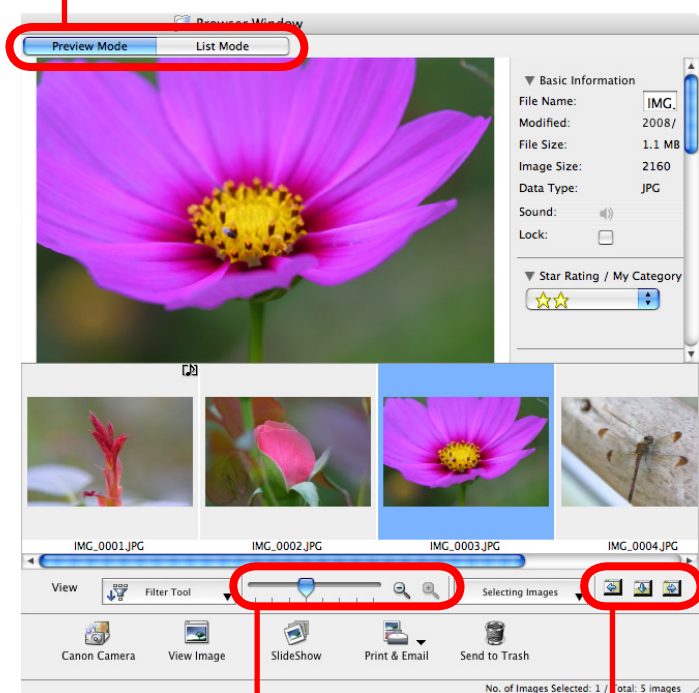 Browser Window
Preview Mode List Mode
Basic Information
File Name: IMG.
Modified: 2008/
File Size: 1.1 MB
Image Size: 2160
Data Type: JPG
Sound:
Lock:
Star Rating / My Category
IMG_0001.JPG IMG_0002.JPG IMG_0003.JPG IMG_0004.JPG
View Filter Tool Selecting Images
Canon Camera View Image SlideShow Print & Email Send to Trash
No. of Images Selected: 1 / Total: 5 images